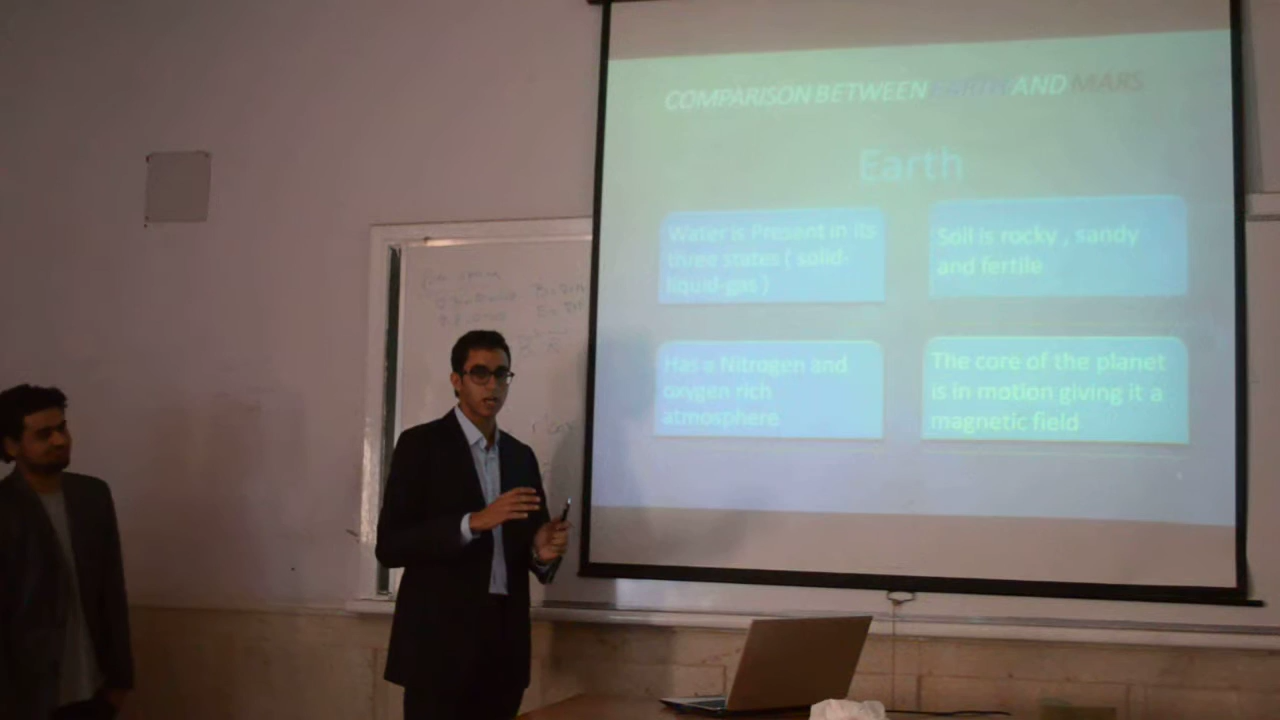 COMPARISON BETWEEN EARTH AND MARS
Earth
Water is Present in its
three states ( solid-
liquid-gas )
Soil is rocky , sandy
and fertile
Has a Nitrogen and
oxygen rich
atmosphere
The core of the planet
is in motion giving it a
magnetic field